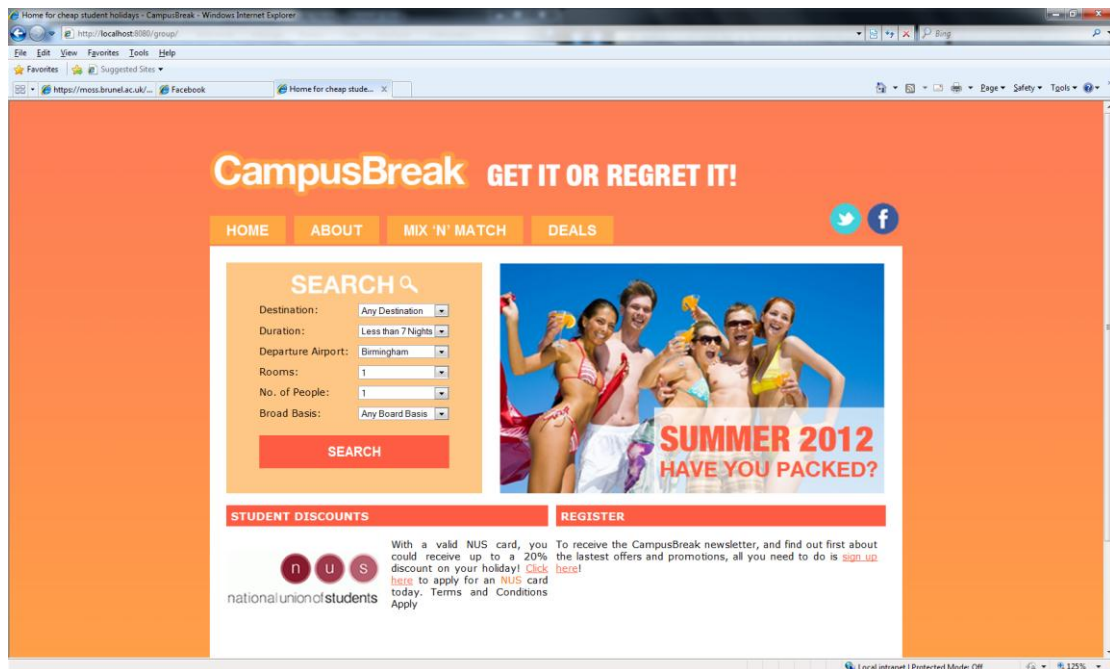 Home for cheap student holidays - CampusBreak - Windows Internet Explorer
http://localhost:8080/group/
Bing
File Edit View Favorites Tools Help
Favorites Suggested Sites
https://moss.brunel.ac.uk/... Facebook Home for cheap stude... X
Page Safety Tools
CampusBreak GET IT OR REGRET IT!
HOME ABOUT MIX 'N' MATCH DEALS
SEARCH
Destination: Any Destination
Duration: Less than 7 Nights
Departure Airport: Birmingham
Rooms: 1
No. of People: 1
Broad Basis: Any Board Basis
SEARCH
SUMMER 2012
HAVE YOU PACKED?
STUDENT DISCOUNTS
n u s
national union of students
With a valid NUS card, you
could receive up to a 20%
discount on your holiday! Click
here to apply for an NUS card
today. Terms and Conditions
Apply
REGISTER
To receive the CampusBreak newsletter, and find out first about
the lastest offers and promotions, all you need to do is sign up
here!
Local intranet | Protected Mode: Off 125%